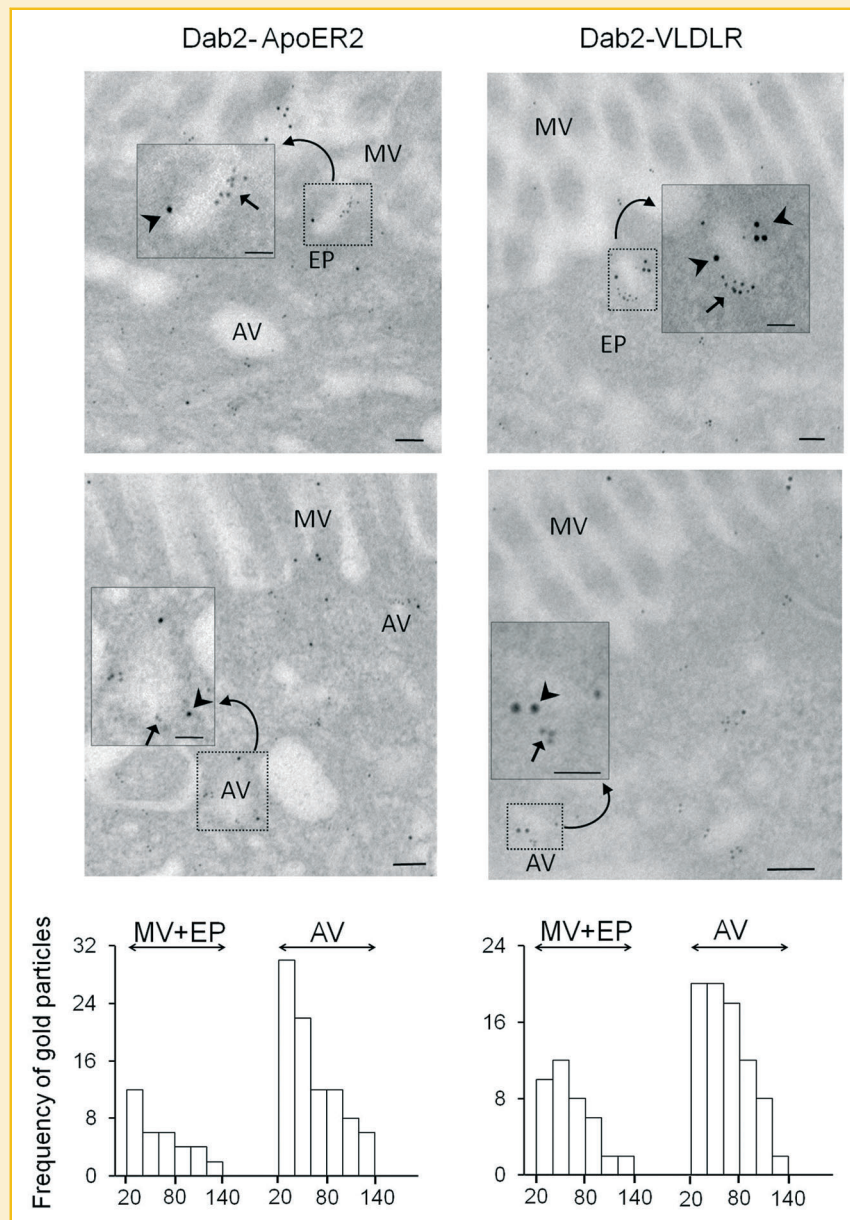 Dab2- ApoER2
Dab2-VLDLR
MV
EP
AV
MV
EP
MV
AV
AV
MV
AV
Frequency of gold particles
MV+EP
AV
32
24
16
8
0
20
80
140
20
80
140
MV+EP
AV
24
16
8
0
20
80
140
20
80
140